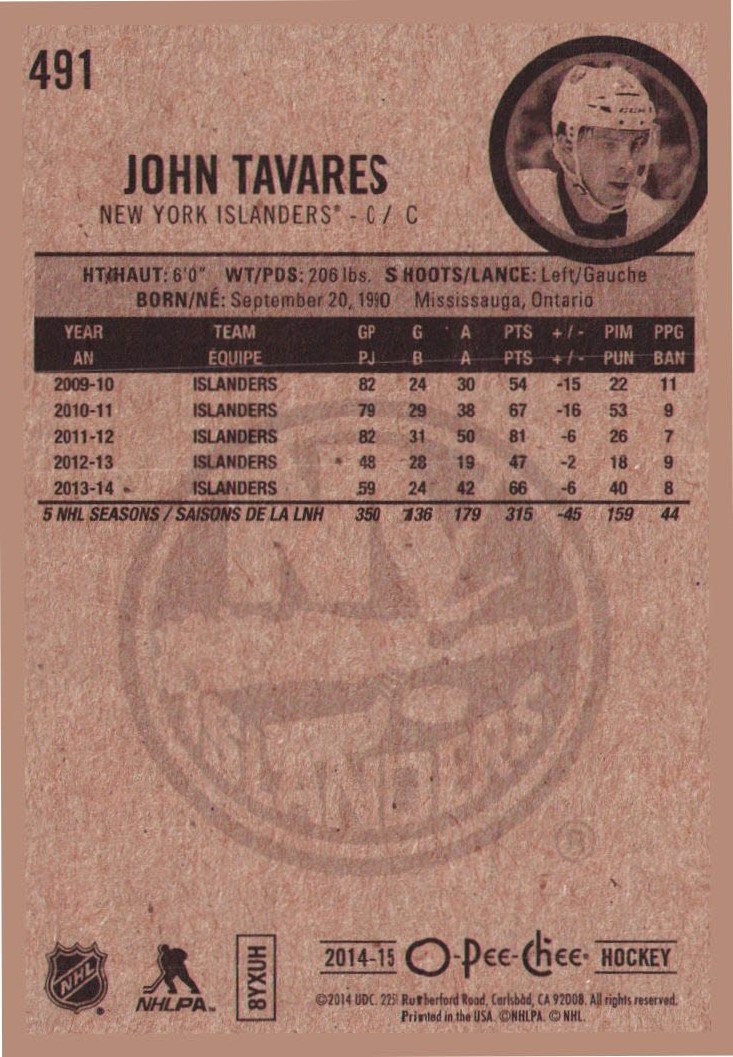 491
JOHN TAVARES
NEW YORK ISLANDERS® - C / C
HT/HAUT: 6'0" WT/PDS: 206 lbs. SHOOTS/LANCE: Left/Gauche
BORN/NÉ: September 20, 1990 Mississauga, Ontario
YEAR TEAM GP G A PTS +/- PIM PPG
AN ÉQUIPE PJ B A PTS +/- PUN BAN
2009-10 ISLANDERS 82 24 30 54 -15 22 11
2010-11 ISLANDERS 79 29 38 67 -16 53 9
2011-12 ISLANDERS 82 31 50 81 -6 26 7
2012-13 ISLANDERS 48 28 19 47 -2 18 9
2013-14 ISLANDERS 59 24 42 66 -6 40 8
5 NHL SEASONS / SAISONS DE LA LNH 350 136 179 315 -45 159 44
NY
ISLANDERS
®
NHL ®
NHLPA™
8YXUH
2014-15 O-Pee-Chee® HOCKEY
©2014 UDC. 2251 Rutherford Road, Carlsbad, CA 92008. All rights reserved.
Printed in the USA. ©NHLPA. © NHL.